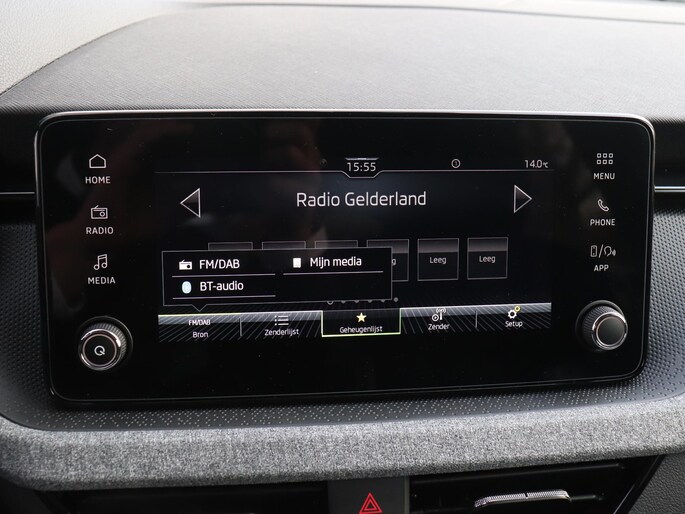 15:55
14.0°C
HOME
MENU
Radio Gelderland
RADIO
PHONE
MEDIA
APP
Leeg
Leeg
Leeg
FM/DAB
Mijn media
BT-audio
FM/DAB
Bron
Zenderlijst
Geheugenlijst
Zender
Setup